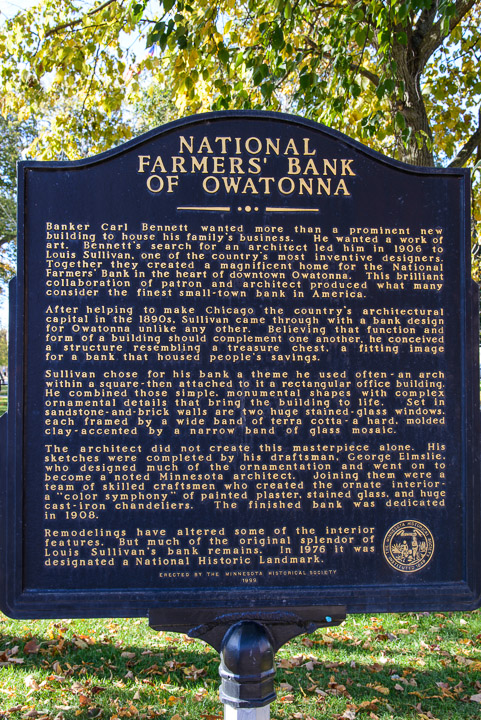 NATIONAL
FARMERS' BANK
OF OWATONNA
Banker Carl Bennett wanted more than a prominent new
building to house his family's business. He wanted a work of
art. Bennett's search for an architect led him in 1906 to
Louis Sullivan, one of the country's most inventive designers.
Together they created a magnificent home for the National
Farmers' Bank in the heart of downtown Owatonna. This brilliant
collaboration of patron and architect produced what many
consider the finest small-town bank in America.
After helping to make Chicago the country's architectural
capital in the 1890s, Sullivan came through with a bank design
for Owatonna unlike any other. Believing that function and
form of a building should complement one another, he conceived
a structure resembling a treasure chest, a fitting image
for a bank that housed people's savings.
Sullivan chose for his bank a theme he used often-an arch
within a square-then attached to it a rectangular office building.
He combined those simple, monumental shapes with complex
ornamental details that bring the building to life. Set in
sandstone-and-brick walls are two huge stained-glass windows,
each framed by a wide band of terra cotta-a hard, molded
clay-accented by a narrow band of glass mosaic.
The architect did not create this masterpiece alone. His
sketches were completed by his draftsman, George Elmslie,
who designed much of the ornamentation and went on to
become a noted Minnesota architect. Joining them were a
team of skilled craftsmen who created the ornate interior-
a "color symphony" of painted plaster, stained glass, and huge
cast-iron chandeliers. The finished bank was dedicated
in 1908.
Remodelings have altered some of the interior
features. But much of the original splendor of
Louis Sullivan's bank remains. In 1976 it was
designated a National Historic Landmark.
ERECTED BY THE MINNESOTA HISTORICAL SOCIETY
1999